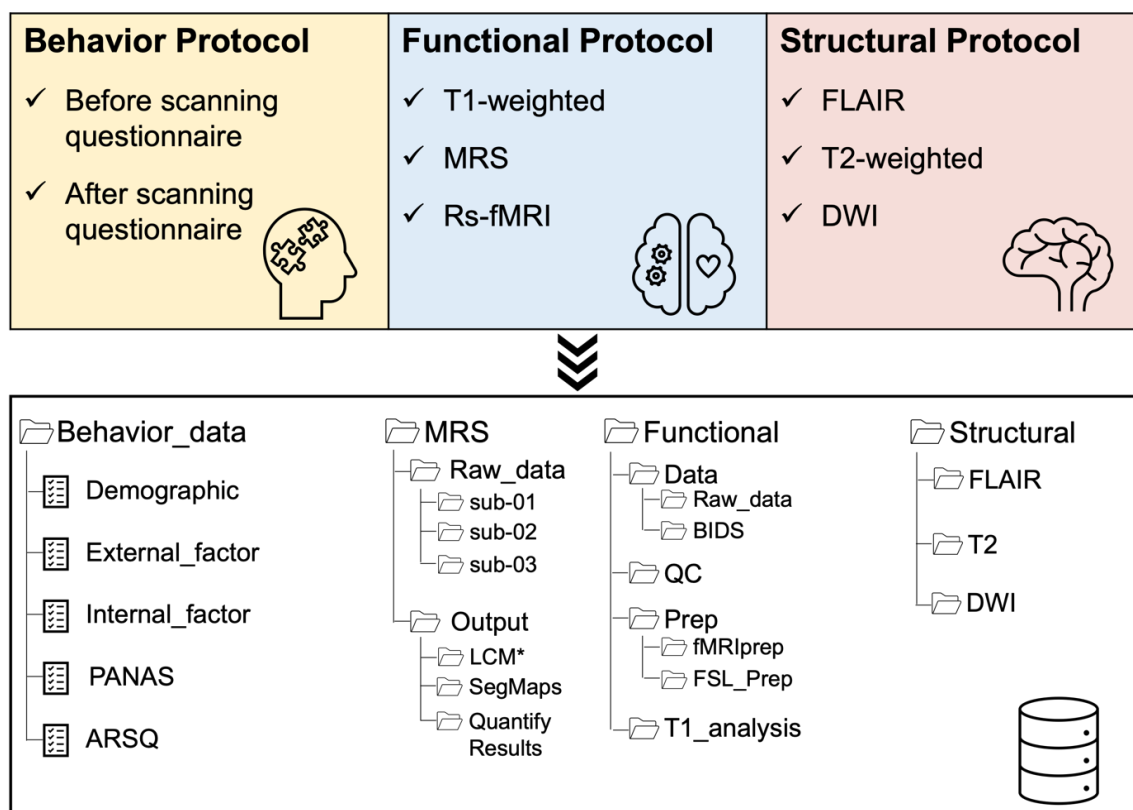 Behavior Protocol
✓ Before scanning
questionnaire
✓ After scanning
questionnaire
Functional Protocol
✓ T1-weighted
✓ MRS
✓ Rs-fMRI
Structural Protocol
✓ FLAIR
✓ T2-weighted
✓ DWI
Behavior_data
Demographic
External_factor
Internal_factor
PANAS
ARSQ
MRS
Raw_data
sub-01
sub-02
sub-03
Output
LCM*
SegMaps
Quantify
Results
Functional
Data
Raw_data
BIDS
QC
Prep
fMRIprep
FSL_Prep
T1_analysis
Structural
FLAIR
T2
DWI